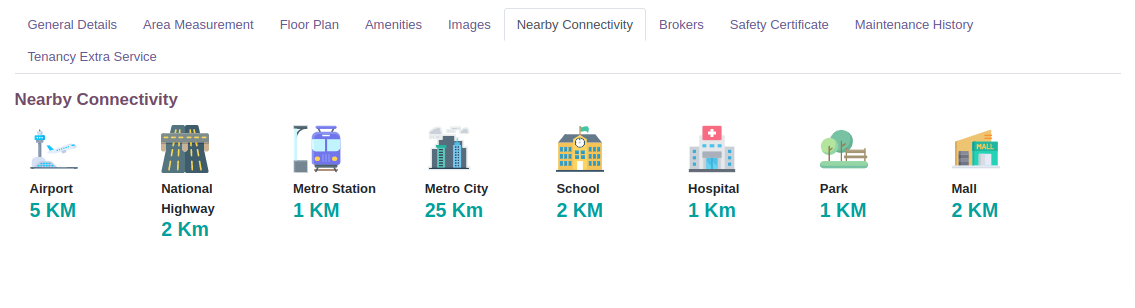 General Details Area Measurement Floor Plan Amenities Images Nearby Connectivity Brokers Safety Certificate Maintenance History
Tenancy Extra Service
Nearby Connectivity
MALL
Airport National Metro Station Metro City School Hospital Park Mall
Highway
5 KM 1 KM 25 Km 2 KM 1 Km 1 KM 2 KM
2 Km